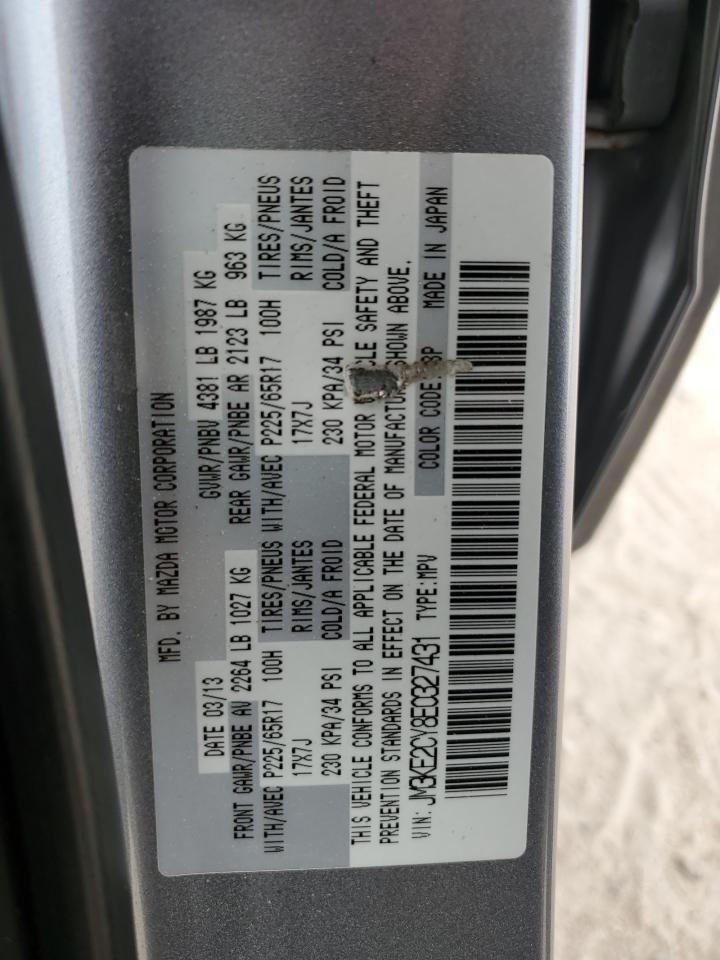 MFD. BY MAZDA MOTOR CORPORATION
DATE 03/13 GVWR/PNBV 4381 LB 1987 KG
FRONT GAWR/PNBE AV 2264 LB 1027 KG REAR GAWR/PNBE AR 2123 LB 963 KG
WITH/AVEC P225/65R17 100H TIRES/PNEUS WITH/AVEC P225/65R17 100H TIRES/PNEUS
17X7J RIMS/JANTES 17X7J RIMS/JANTES
230 KPA/34 PSI COLD/A FROID 230 KPA/34 PSI COLD/A FROID
THIS VEHICLE CONFORMS TO ALL APPLICABLE FEDERAL MOTOR SAFETY AND THEFT
PREVENTION STANDARDS IN EFFECT ON THE DATE OF MANUFACTURE SHOWN ABOVE.
VIN: JM3KE2CY8E0327431 TYPE:MPV COLOR CODE: MADE IN JAPAN